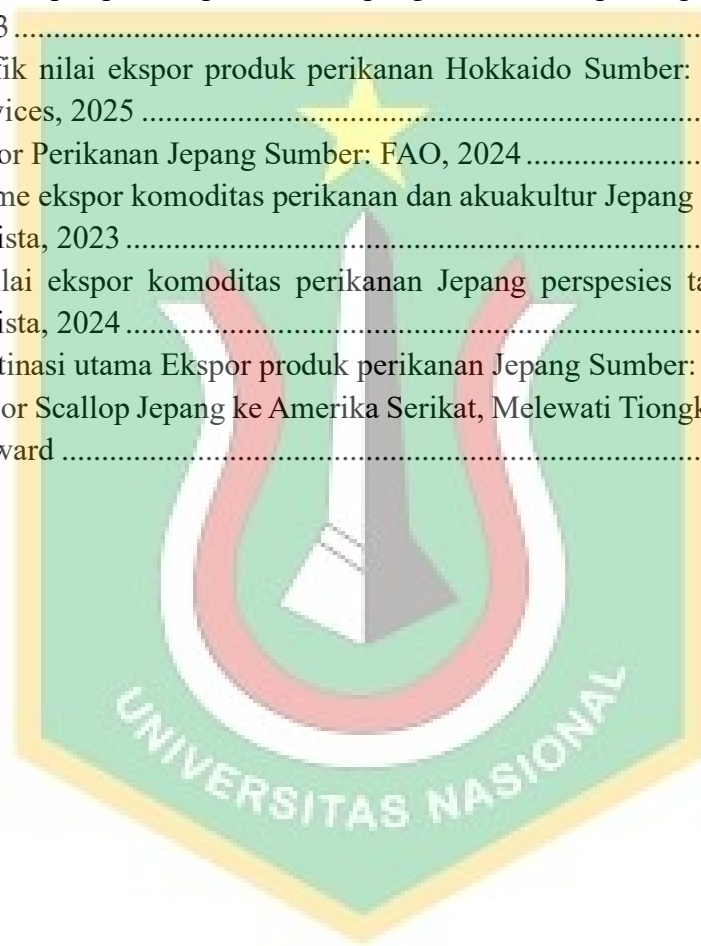 3
fik nilai ekspor produk perikanan Hokkaido Sumber:
vices, 2025
or Perikanan Jepang Sumber: FAO, 2024
me ekspor komoditas perikanan dan akuakultur Jepang
ista, 2023
lai ekspor komoditas perikanan Jepang perspesies ta
ista, 2024
tinasi utama Ekspor produk perikanan Jepang Sumber:
or Scallop Jepang ke Amerika Serikat, Melewati Tiongk
ward
UNIVERSITAS NASIONAL